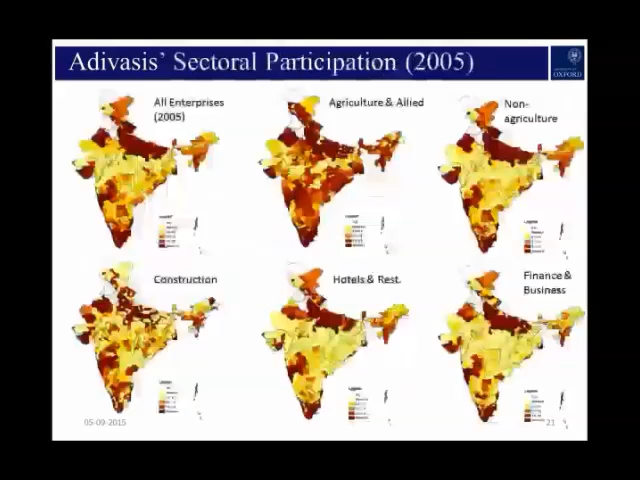 Adivasis' Sectoral Participation (2005)
OXFORD
All Enterprises
(2005)
Agriculture & Allied
Non-
agriculture
Construction
Hotels & Rest.
Finance &
Business
05-09-2015
21